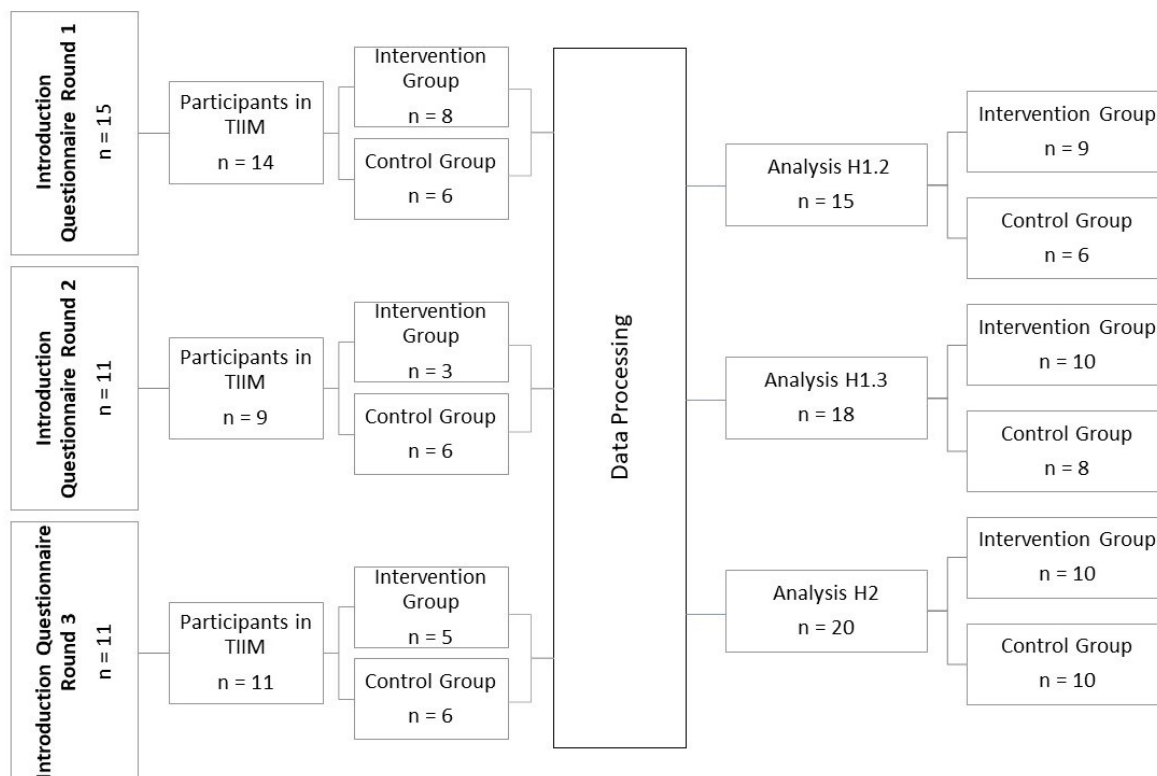 Introduction
Questionnaire Round 1
n = 15
Participants in
TIIM
n = 14
Intervention
Group
n = 8
Control Group
n = 6
Introduction
Questionnaire Round 2
n = 11
Participants in
TIIM
n = 9
Intervention
Group
n = 3
Control Group
n = 6
Introduction Questionnaire
Round 3
n = 11
Participants in
TIIM
n = 11
Intervention
Group
n = 5
Control Group
n = 6
Data Processing
Analysis H1.2
n = 15
Intervention Group
n = 9
Control Group
n = 6
Analysis H1.3
n = 18
Intervention Group
n = 10
Control Group
n = 8
Analysis H2
n = 20
Intervention Group
n = 10
Control Group
n = 10